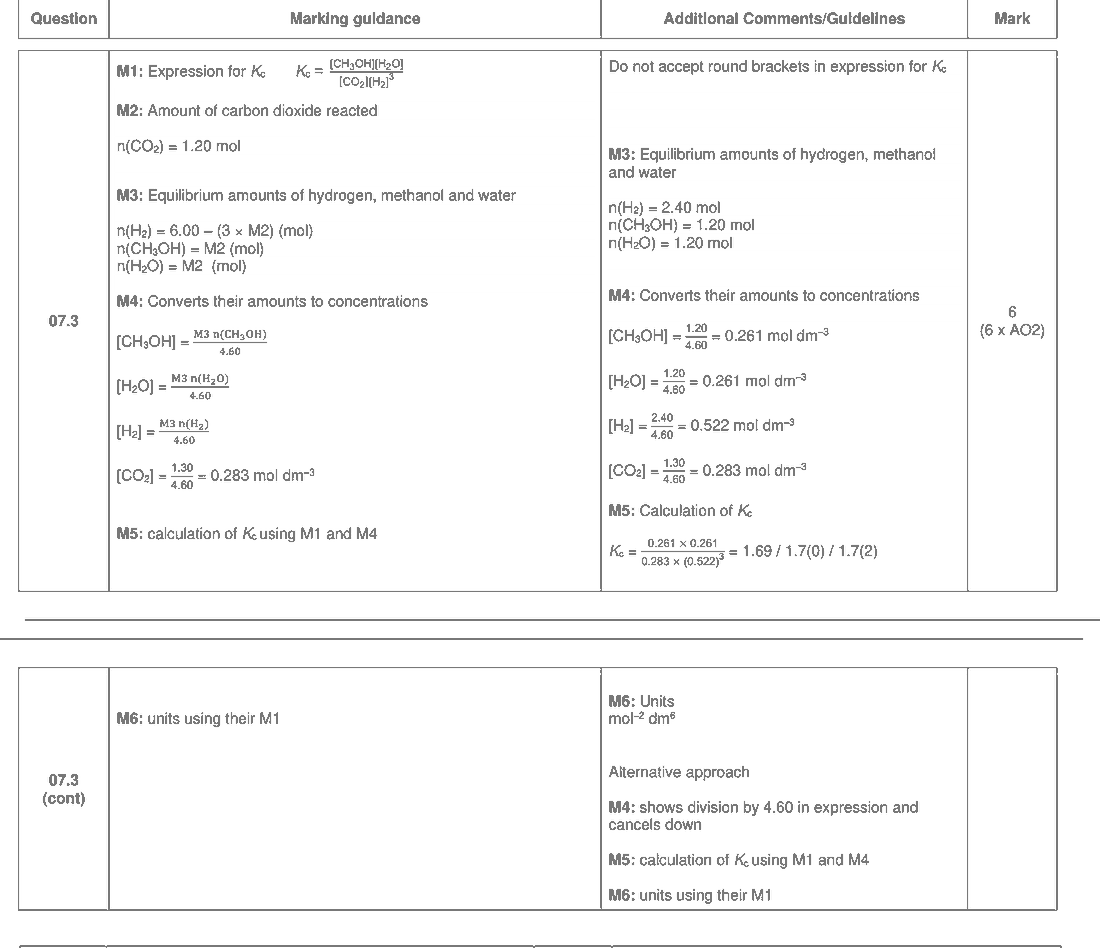 Question Marking guidance Additional Comments/Guidelines Mark
07.3
M1: Expression for Kc Kc = [CH₃OH][H₂O] / [CO₂][H₂]³
M2: Amount of carbon dioxide reacted
n(CO₂) = 1.20 mol
M3: Equilibrium amounts of hydrogen, methanol and water
n(H₂) = 6.00 – (3 × M2) (mol)
n(CH₃OH) = M2 (mol)
n(H₂O) = M2 (mol)
M4: Converts their amounts to concentrations
[CH₃OH] = M3 n(CH₃OH) / 4.60
[H₂O] = M3 n(H₂O) / 4.60
[H₂] = M3 n(H₂) / 4.60
[CO₂] = 1.30 / 4.60 = 0.283 mol dm⁻³
M5: calculation of Kc using M1 and M4
Do not accept round brackets in expression for Kc
M3: Equilibrium amounts of hydrogen, methanol
and water
n(H₂) = 2.40 mol
n(CH₃OH) = 1.20 mol
n(H₂O) = 1.20 mol
M4: Converts their amounts to concentrations
[CH₃OH] = 1.20 / 4.60 = 0.261 mol dm⁻³
[H₂O] = 1.20 / 4.60 = 0.261 mol dm⁻³
[H₂] = 2.40 / 4.60 = 0.522 mol dm⁻³
[CO₂] = 1.30 / 4.60 = 0.283 mol dm⁻³
M5: Calculation of Kc
Kc = 0.261 × 0.261 / 0.283 × (0.522)³ = 1.69 / 1.7(0) / 1.7(2)
6
(6 x AO2)
07.3
(cont)
M6: units using their M1
M6: Units
mol⁻² dm⁶
Alternative approach
M4: shows division by 4.60 in expression and
cancels down
M5: calculation of Kc using M1 and M4
M6: units using their M1